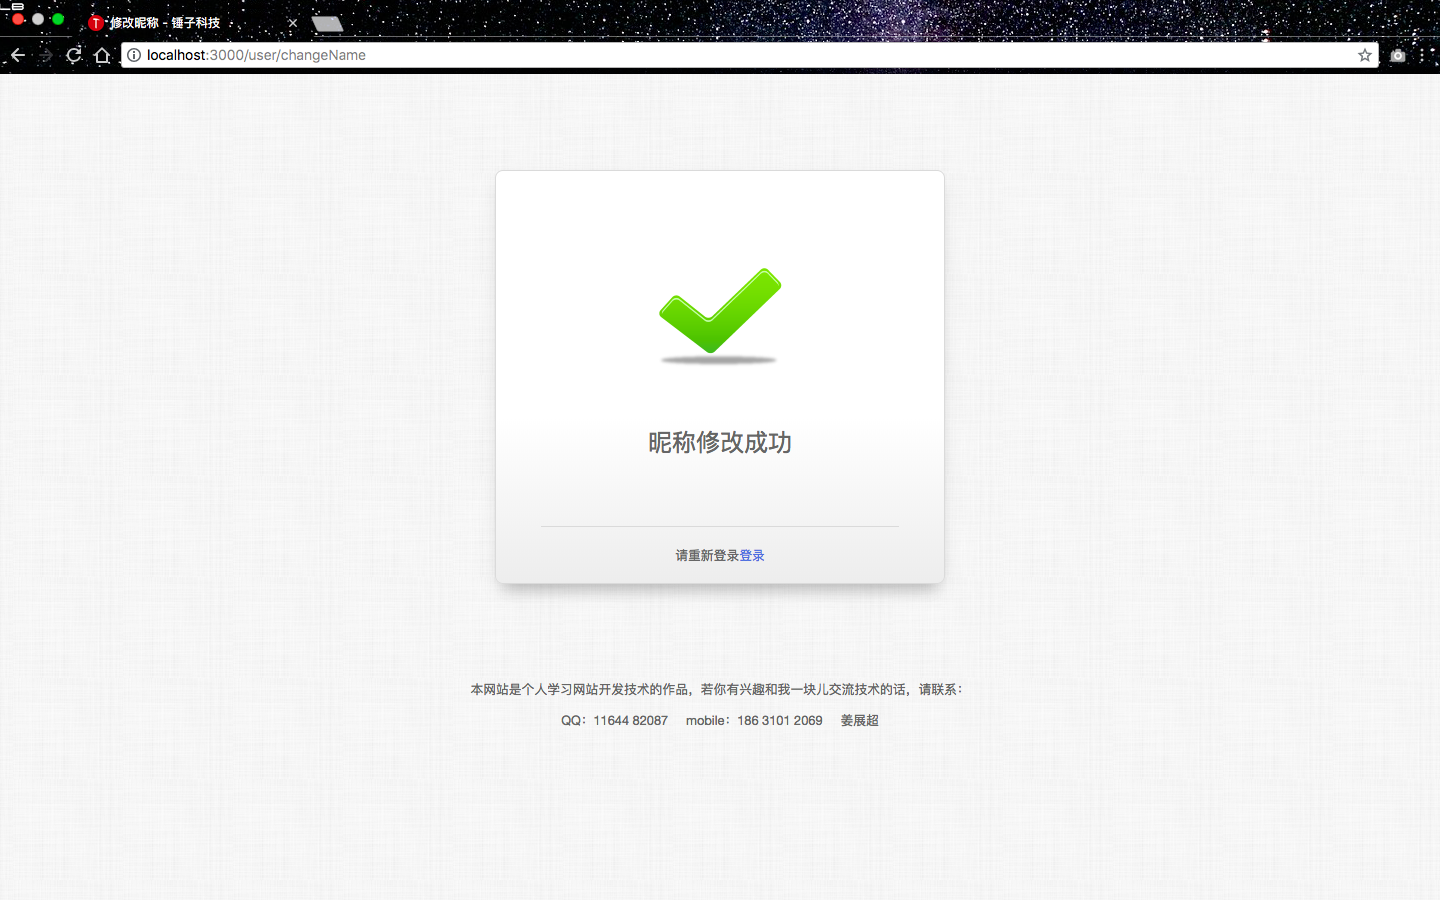 修改昵称 - 锤子科技
localhost:3000/user/changeName
昵称修改成功
请重新登录登录
本网站是个人学习网站开发技术的作品，若你有兴趣和我一块儿交流技术的话，请联系：
QQ：11644 82087 mobile：186 3101 2069 姜展超